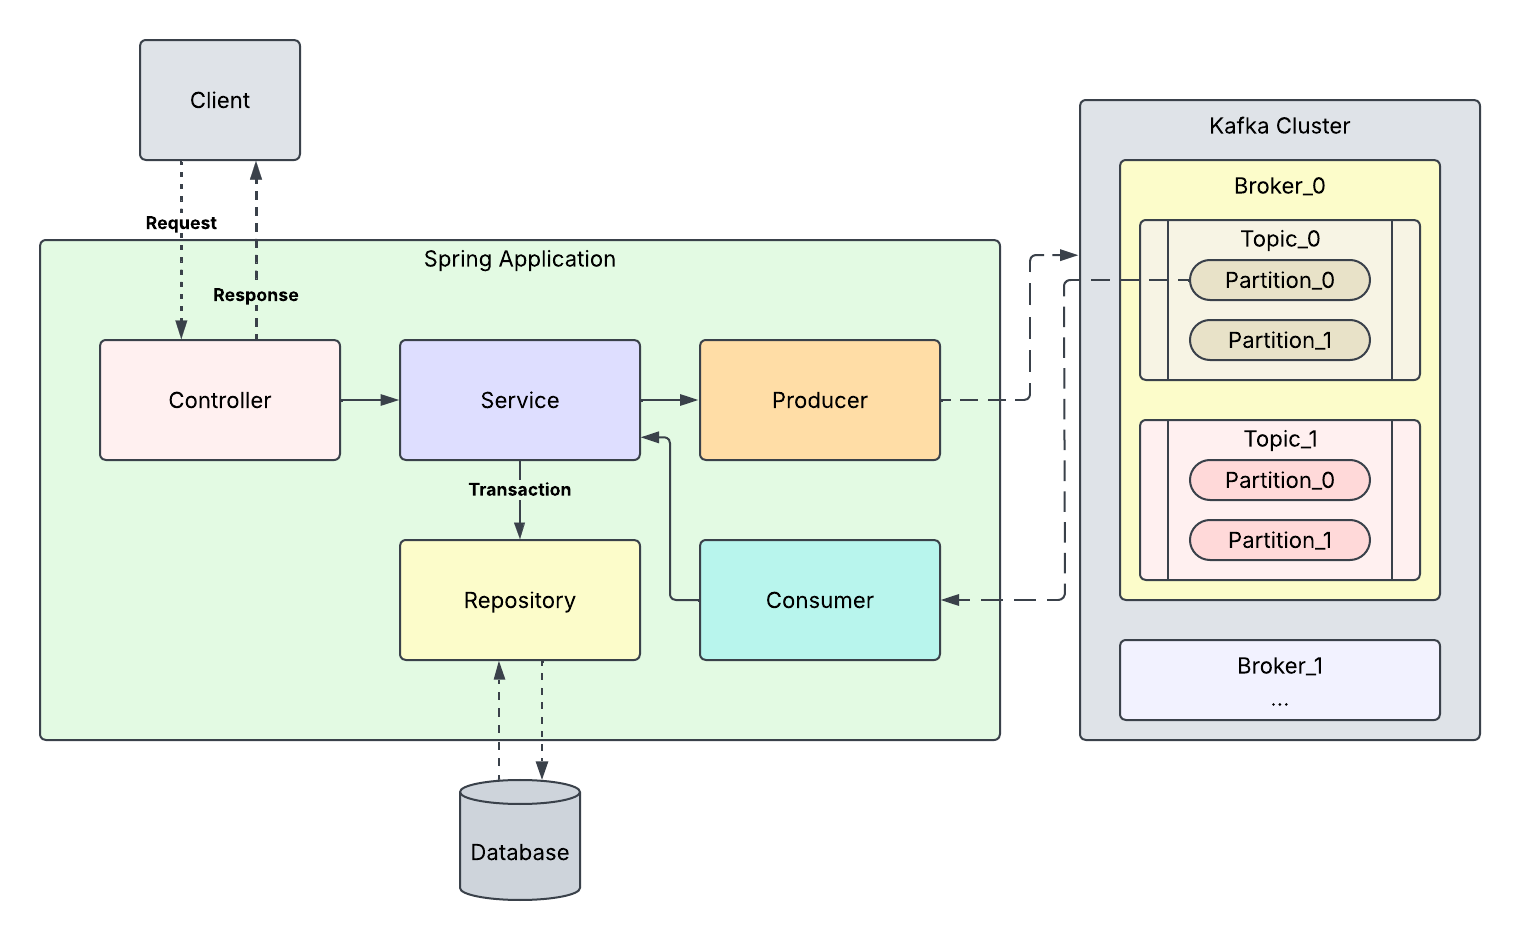 Client
Request
Response
Spring Application
Controller
Service
Producer
Transaction
Repository
Consumer
Database
Kafka Cluster
Broker_0
Topic_0
Partition_0
Partition_1
Topic_1
Partition_0
Partition_1
Broker_1
...